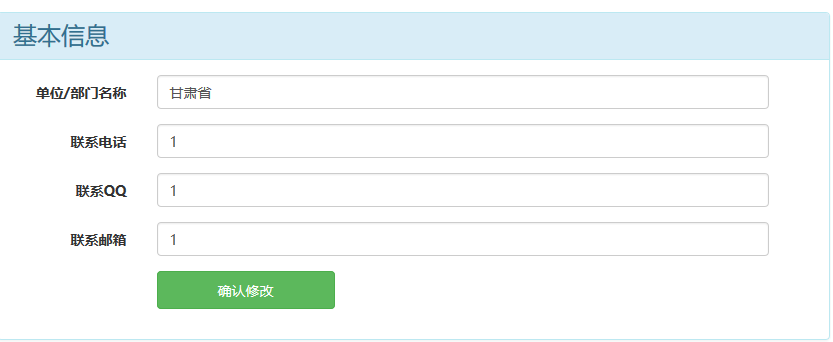 基本信息
单位/部门名称 甘肃省
联系电话 1
联系QQ 1
联系邮箱 1
确认修改